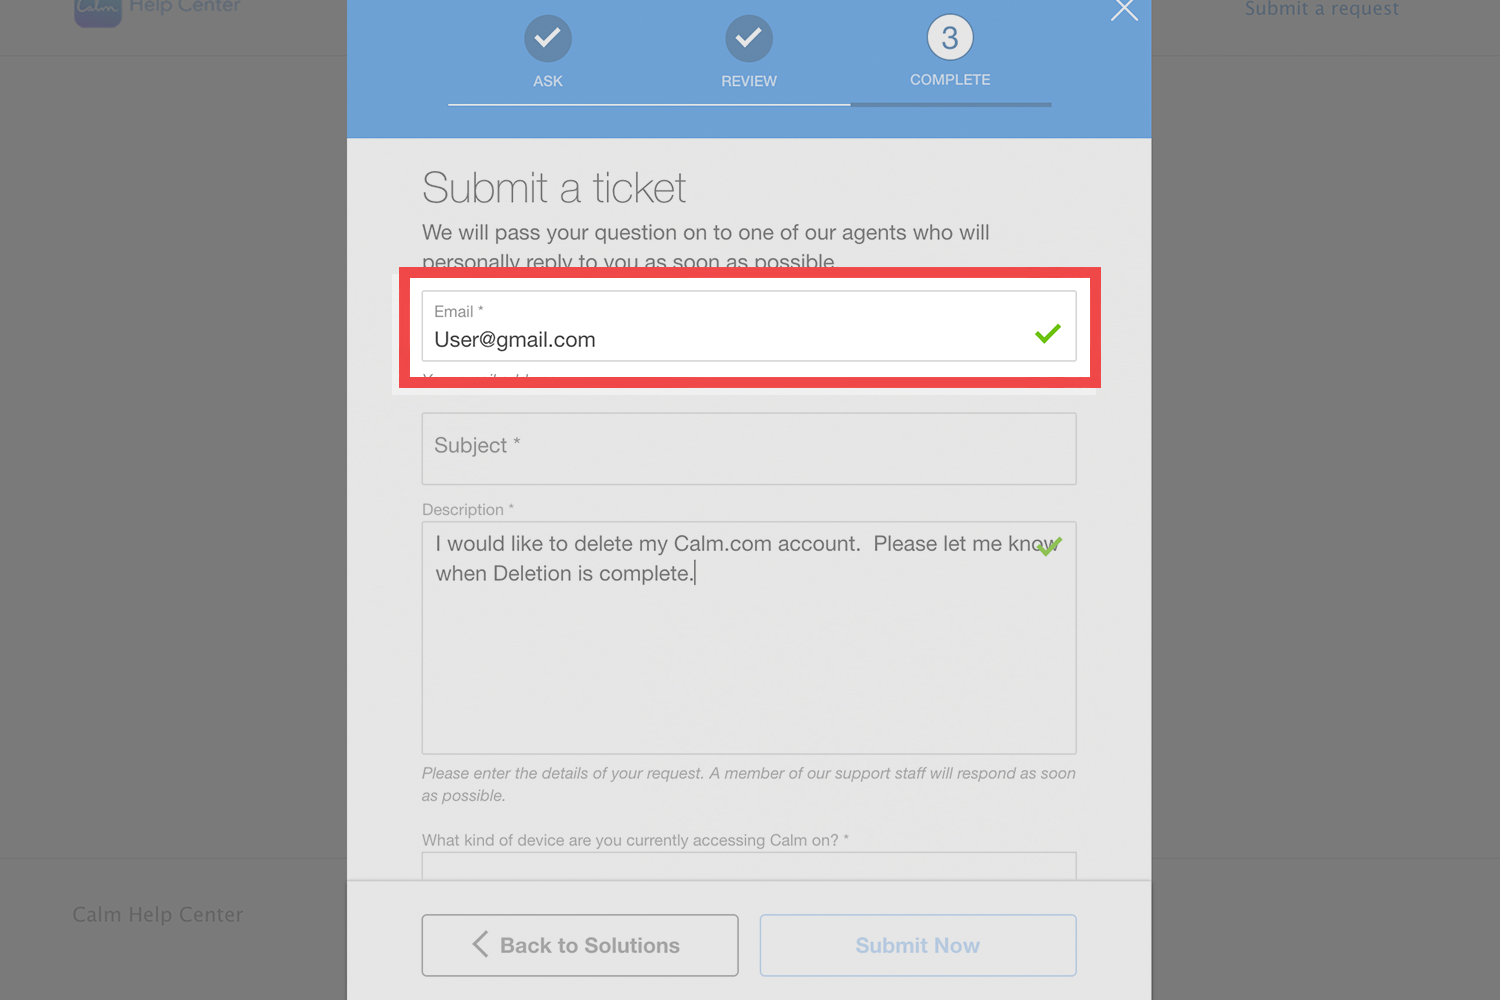 Calm Help Center
Submit a request
3
ASK
REVIEW
COMPLETE
Submit a ticket
We will pass your question on to one of our agents who will
personally reply to you as soon as possible
Email *
User@gmail.com
Subject *
Description *
I would like to delete my Calm.com account.  Please let me know
when Deletion is complete.
Please enter the details of your request. A member of our support staff will respond as soon
as possible.
What kind of device are you currently accessing Calm on? *
Calm Help Center
Back to Solutions
Submit Now